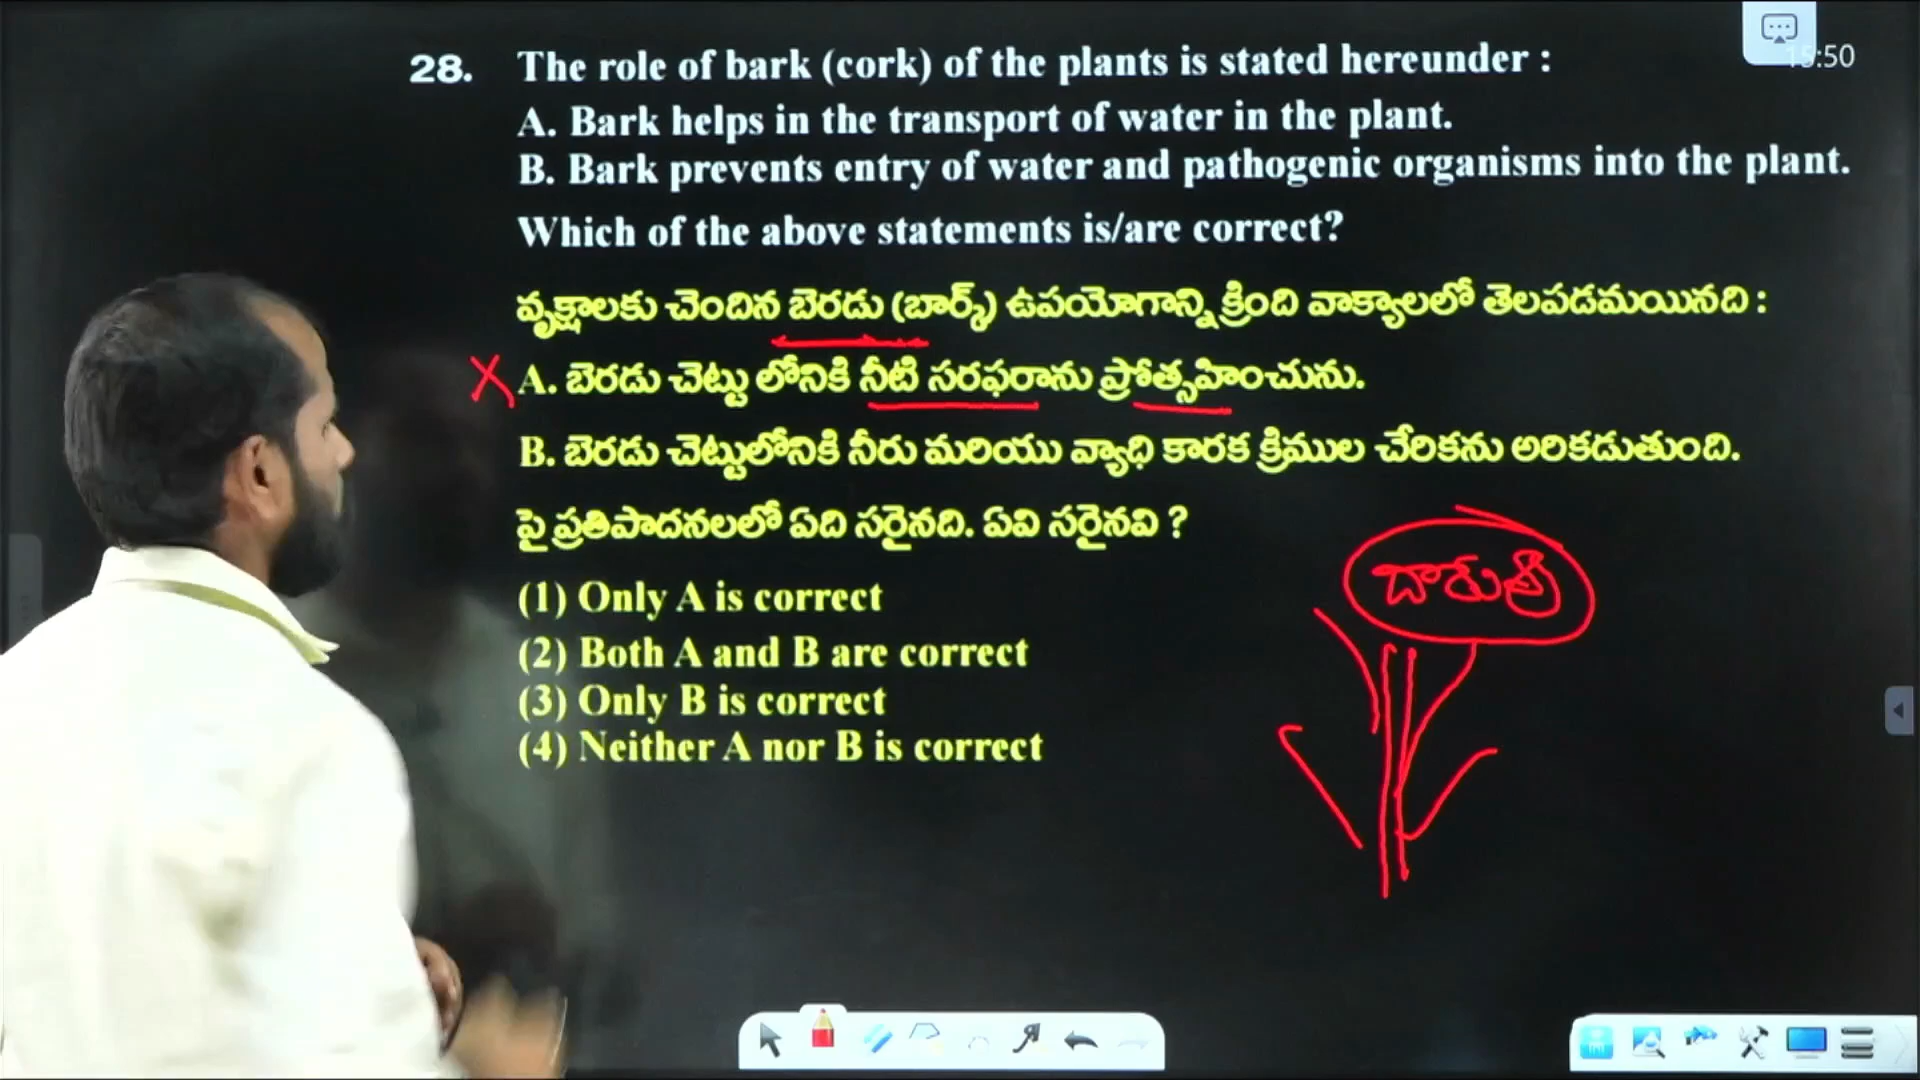 15:50
28. The role of bark (cork) of the plants is stated hereunder :
A. Bark helps in the transport of water in the plant.
B. Bark prevents entry of water and pathogenic organisms into the plant.
Which of the above statements is/are correct?
వృక్షాలకు చెందిన బెరడు (బార్క్) ఉపయోగాన్ని క్రింది వాక్యాలలో తెలపడమయినది :
X A. బెరడు చెట్టు లోనికి నీటి సరఫరాను ప్రోత్సహించును.
B. బెరడు చెట్టులోనికి నీరు మరియు వ్యాధి కారక క్రిముల చేరికను అరికడుతుంది.
పై ప్రతిపాదనలలో ఏది సరైనది. ఏవి సరైనవి ?
దారువు
(1) Only A is correct
(2) Both A and B are correct
(3) Only B is correct
(4) Neither A nor B is correct